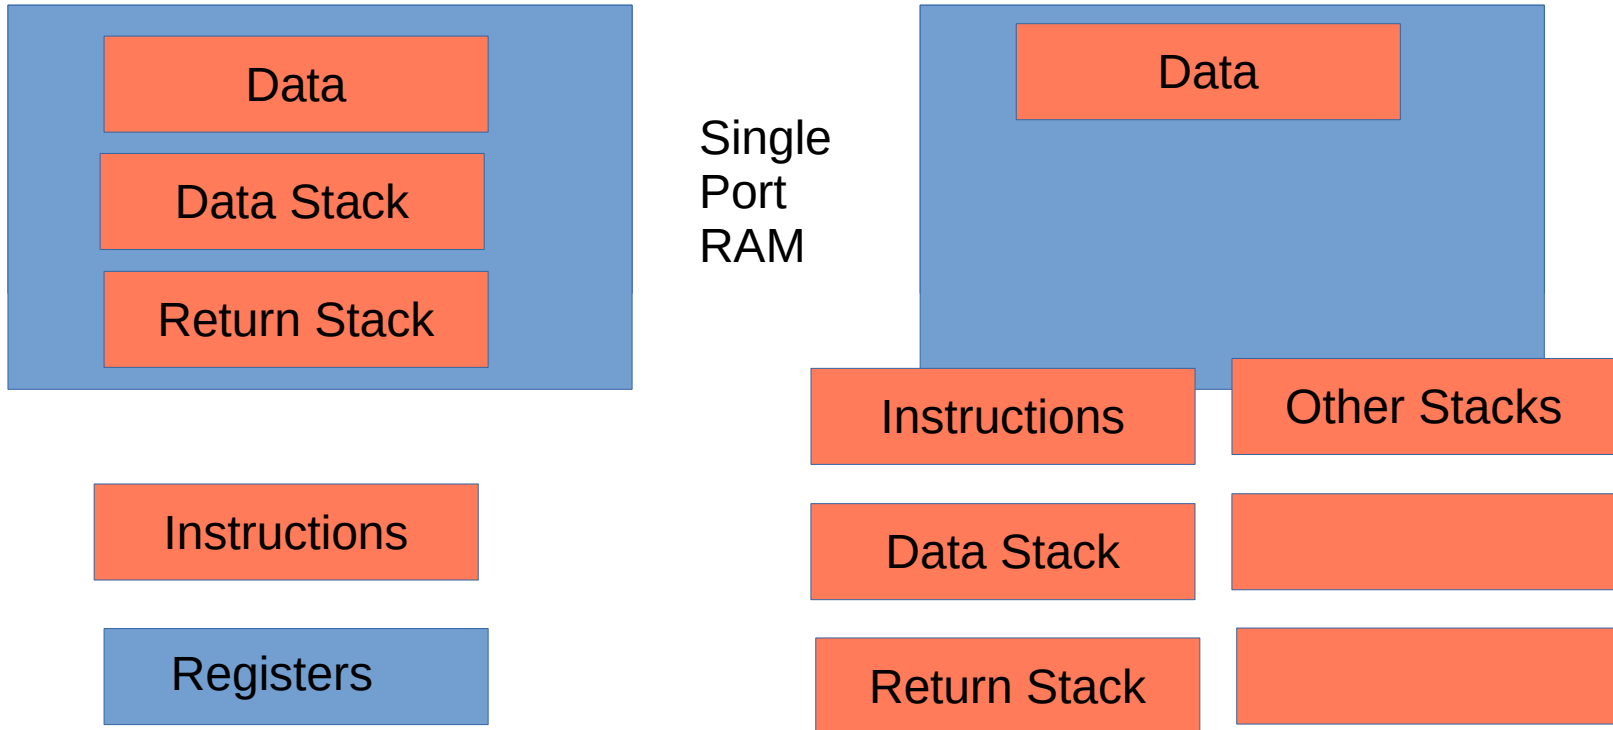 Data
Data Stack
Return Stack
Instructions
Registers
Single
Port
RAM
Data
Instructions
Other Stacks
Data Stack
Return Stack